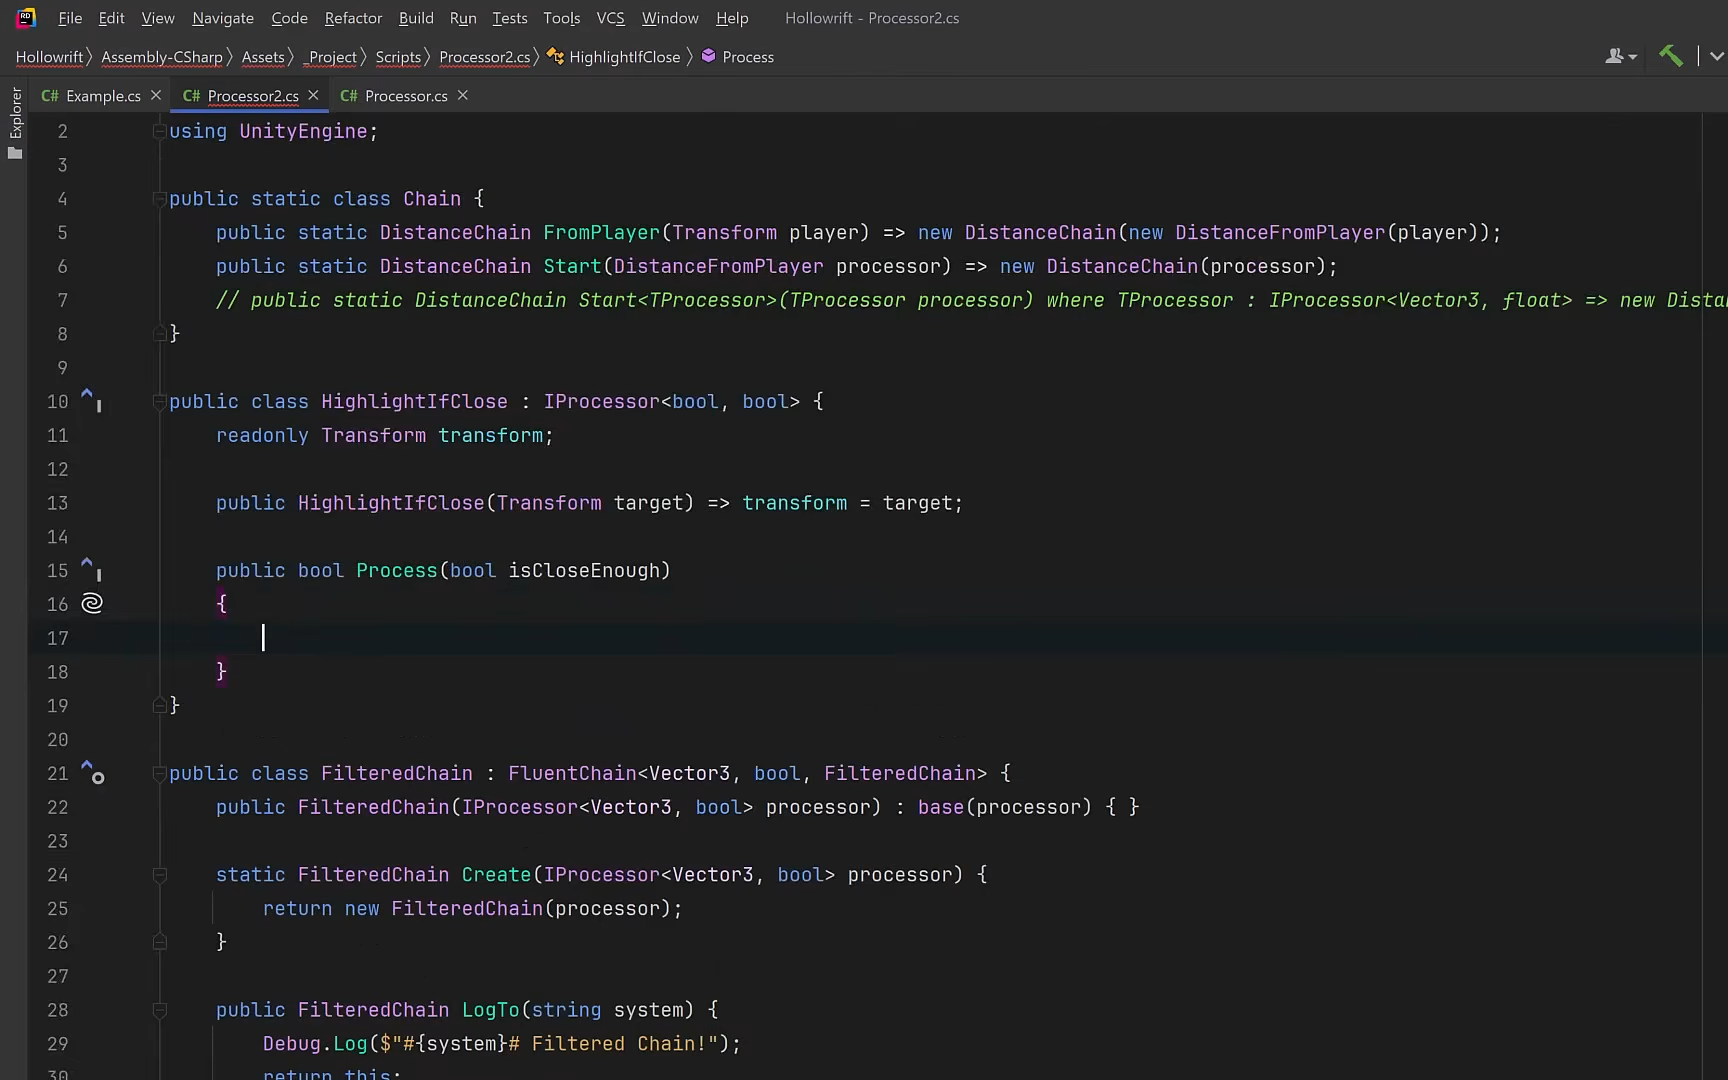 RD File Edit View Navigate Code Refactor Build Run Tests Tools VCS Window Help Hollowrift - Processor2.cs
Hollowrift Assembly-CSharp Assets _Project Scripts Processor2.cs HighlightIfClose Process
Explorer
C# Example.cs C# Processor2.cs C# Processor.cs
2 using UnityEngine;
3
4 public static class Chain {
5 public static DistanceChain FromPlayer(Transform player) => new DistanceChain(new DistanceFromPlayer(player));
6 public static DistanceChain Start(DistanceFromPlayer processor) => new DistanceChain(processor);
7 // public static DistanceChain Start<TProcessor>(TProcessor processor) where TProcessor : IProcessor<Vector3, float> => new Dista
8 }
9
10 public class HighlightIfClose : IProcessor<bool, bool> {
11 readonly Transform transform;
12
13 public HighlightIfClose(Transform target) => transform = target;
14
15 public bool Process(bool isCloseEnough)
16 {
17
18 }
19 }
20
21 public class FilteredChain : FluentChain<Vector3, bool, FilteredChain> {
22 public FilteredChain(IProcessor<Vector3, bool> processor) : base(processor) { }
23
24 static FilteredChain Create(IProcessor<Vector3, bool> processor) {
25 return new FilteredChain(processor);
26 }
27
28 public FilteredChain LogTo(string system) {
29 Debug.Log($"#{system}# Filtered Chain!");
30 return this;